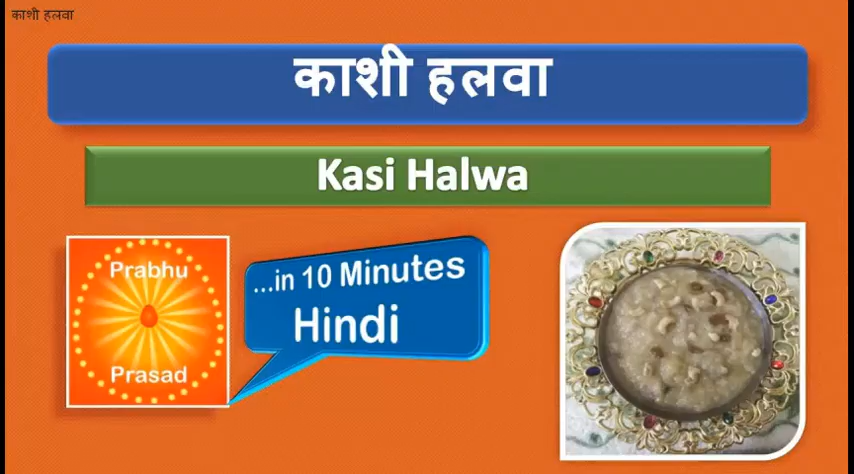 काशी हलवा
काशी हलवा
Kasi Halwa
Prabhu
Prasad
...in 10 Minutes
Hindi